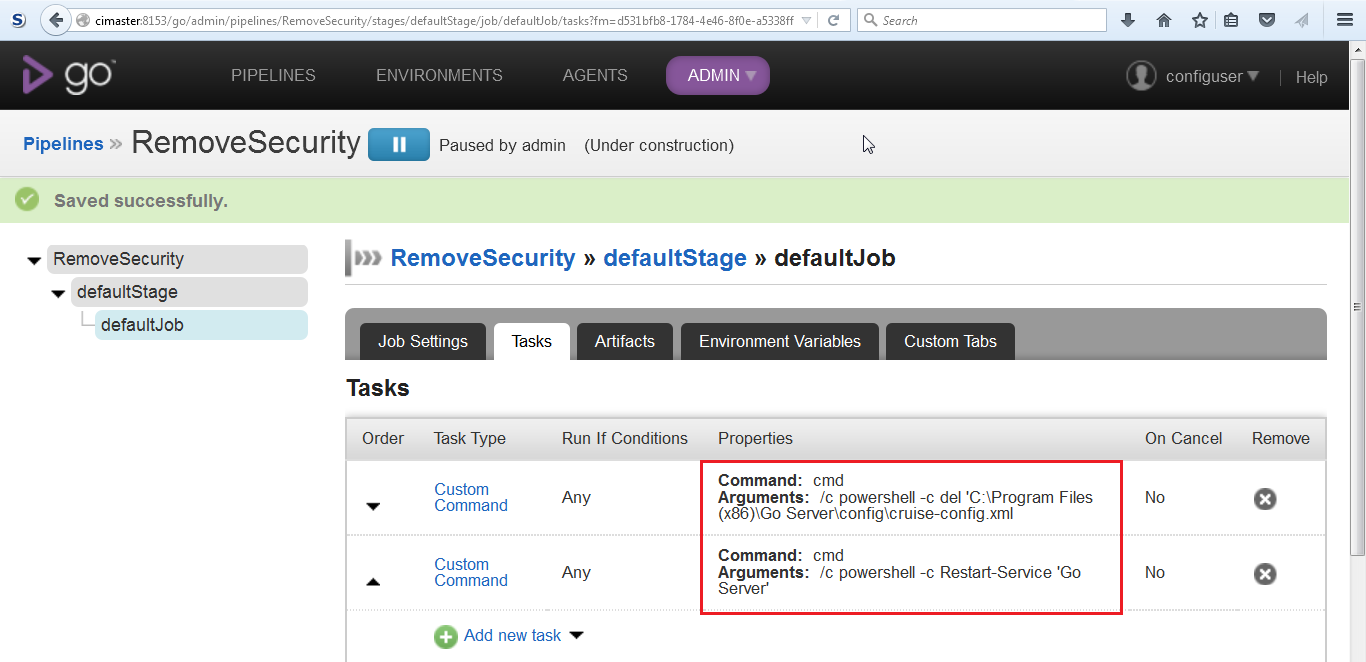 S cimaster:8153/go/admin/pipelines/RemoveSecurity/stages/defaultStage/job/defaultJob/tasks?fm=d531bfb8-1784-4e46-8f0e-a5338ff Search
go™ PIPELINES ENVIRONMENTS AGENTS ADMIN configuser | Help
Pipelines » RemoveSecurity Paused by admin (Under construction)
Saved successfully.
RemoveSecurity
defaultStage
defaultJob
RemoveSecurity » defaultStage » defaultJob
Job Settings Tasks Artifacts Environment Variables Custom Tabs
Tasks
Order Task Type Run If Conditions Properties On Cancel Remove
Custom
Command
Any
Command: cmd
Arguments: /c powershell -c del 'C:\Program Files
(x86)\Go Server\config\cruise-config.xml
No
Custom
Command
Any
Command: cmd
Arguments: /c powershell -c Restart-Service 'Go
Server'
No
Add new task